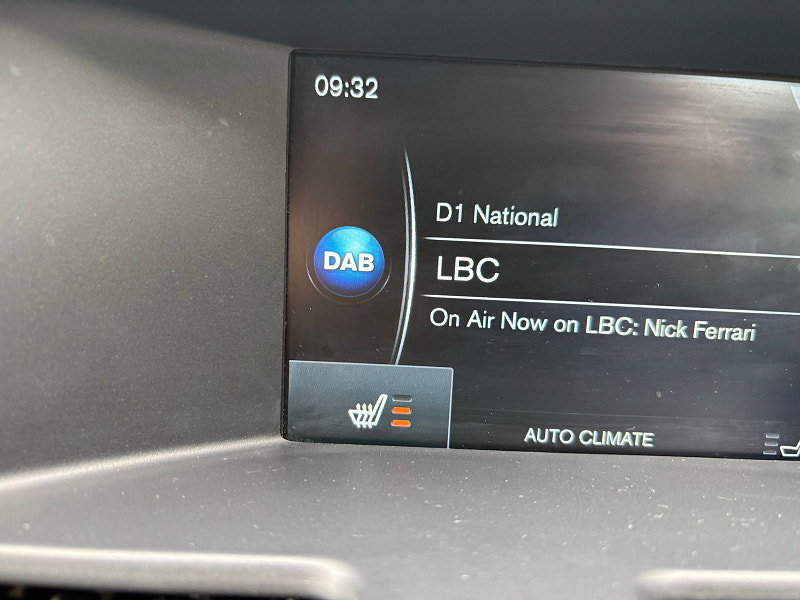 09:32
D1 National
DAB
LBC
On Air Now on LBC: Nick Ferrari
AUTO CLIMATE